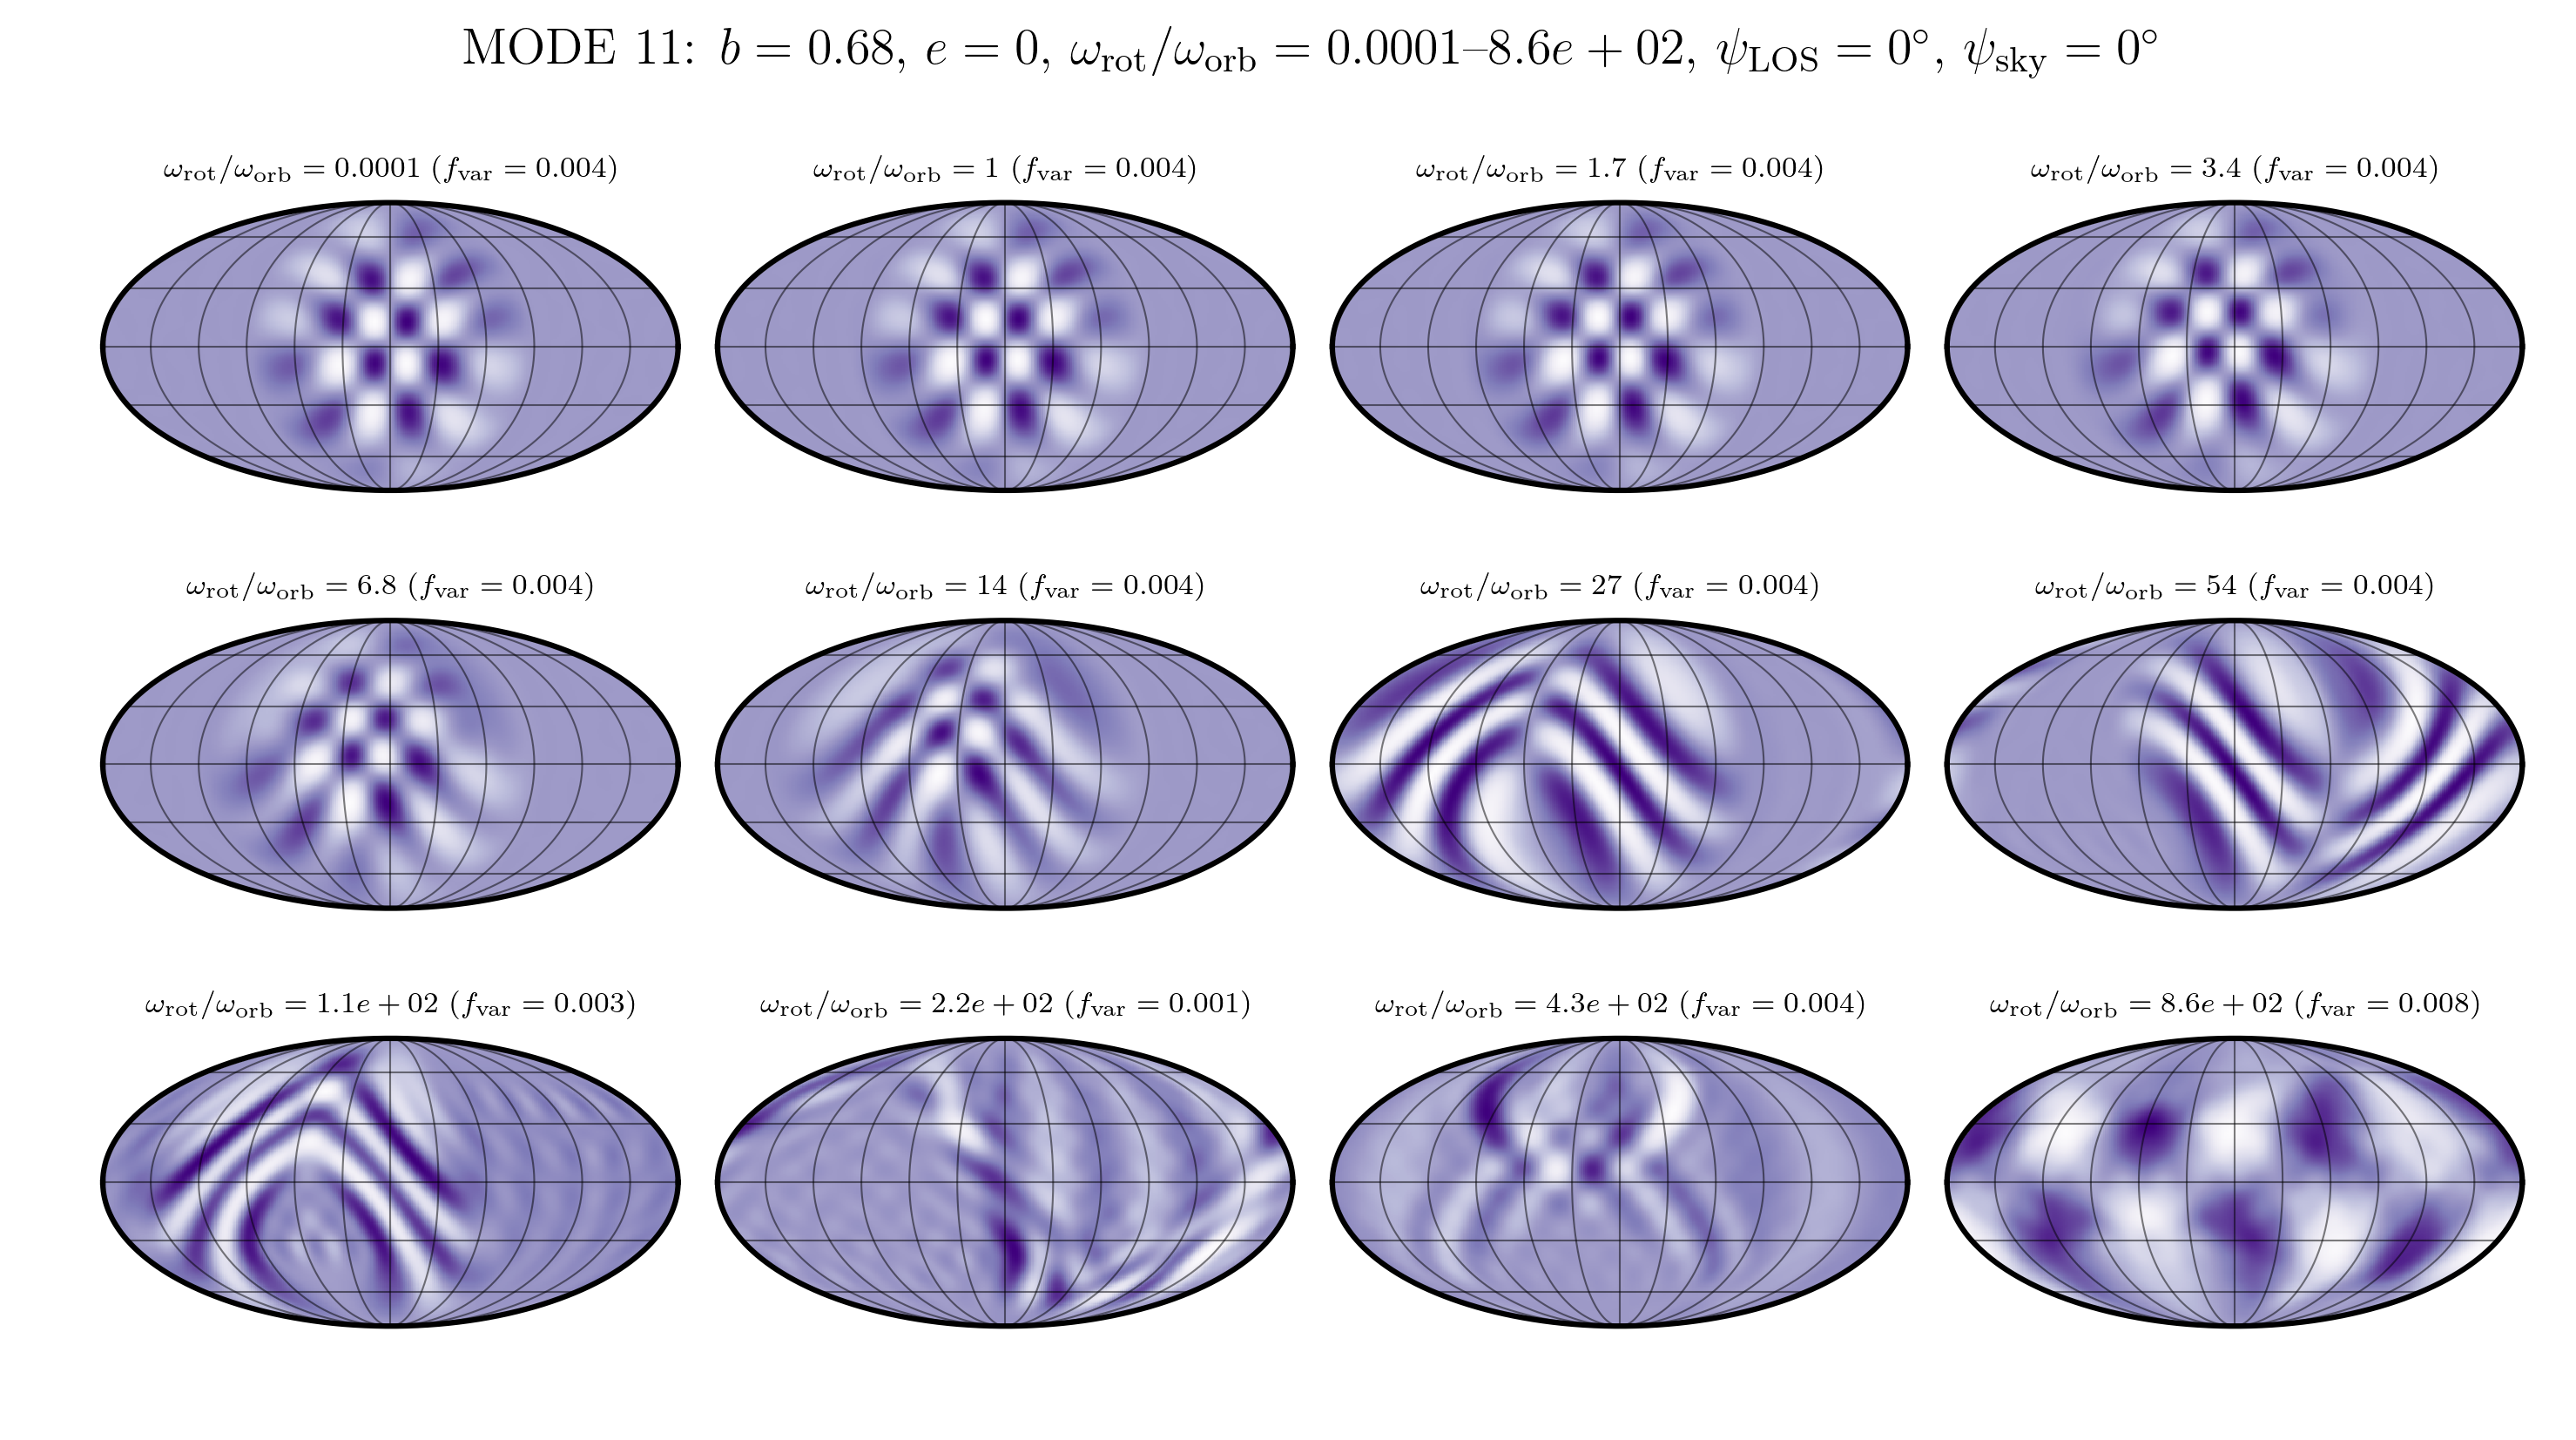 MODE 11: b = 0.68, e = 0, ω_rot/ω_orb = 0.0001–8.6e + 02, ψ_LOS = 0°, ψ_sky = 0°
ω_rot/ω_orb = 0.0001 (f_var = 0.004)
ω_rot/ω_orb = 1 (f_var = 0.004)
ω_rot/ω_orb = 1.7 (f_var = 0.004)
ω_rot/ω_orb = 3.4 (f_var = 0.004)
ω_rot/ω_orb = 6.8 (f_var = 0.004)
ω_rot/ω_orb = 14 (f_var = 0.004)
ω_rot/ω_orb = 27 (f_var = 0.004)
ω_rot/ω_orb = 54 (f_var = 0.004)
ω_rot/ω_orb = 1.1e + 02 (f_var = 0.003)
ω_rot/ω_orb = 2.2e + 02 (f_var = 0.001)
ω_rot/ω_orb = 4.3e + 02 (f_var = 0.004)
ω_rot/ω_orb = 8.6e + 02 (f_var = 0.008)